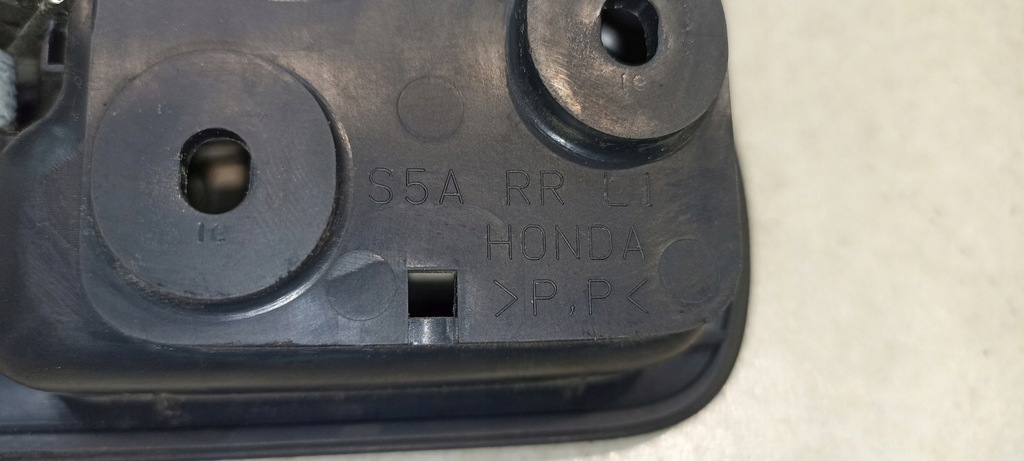 S5A RR L1
HONDA
>P,P<